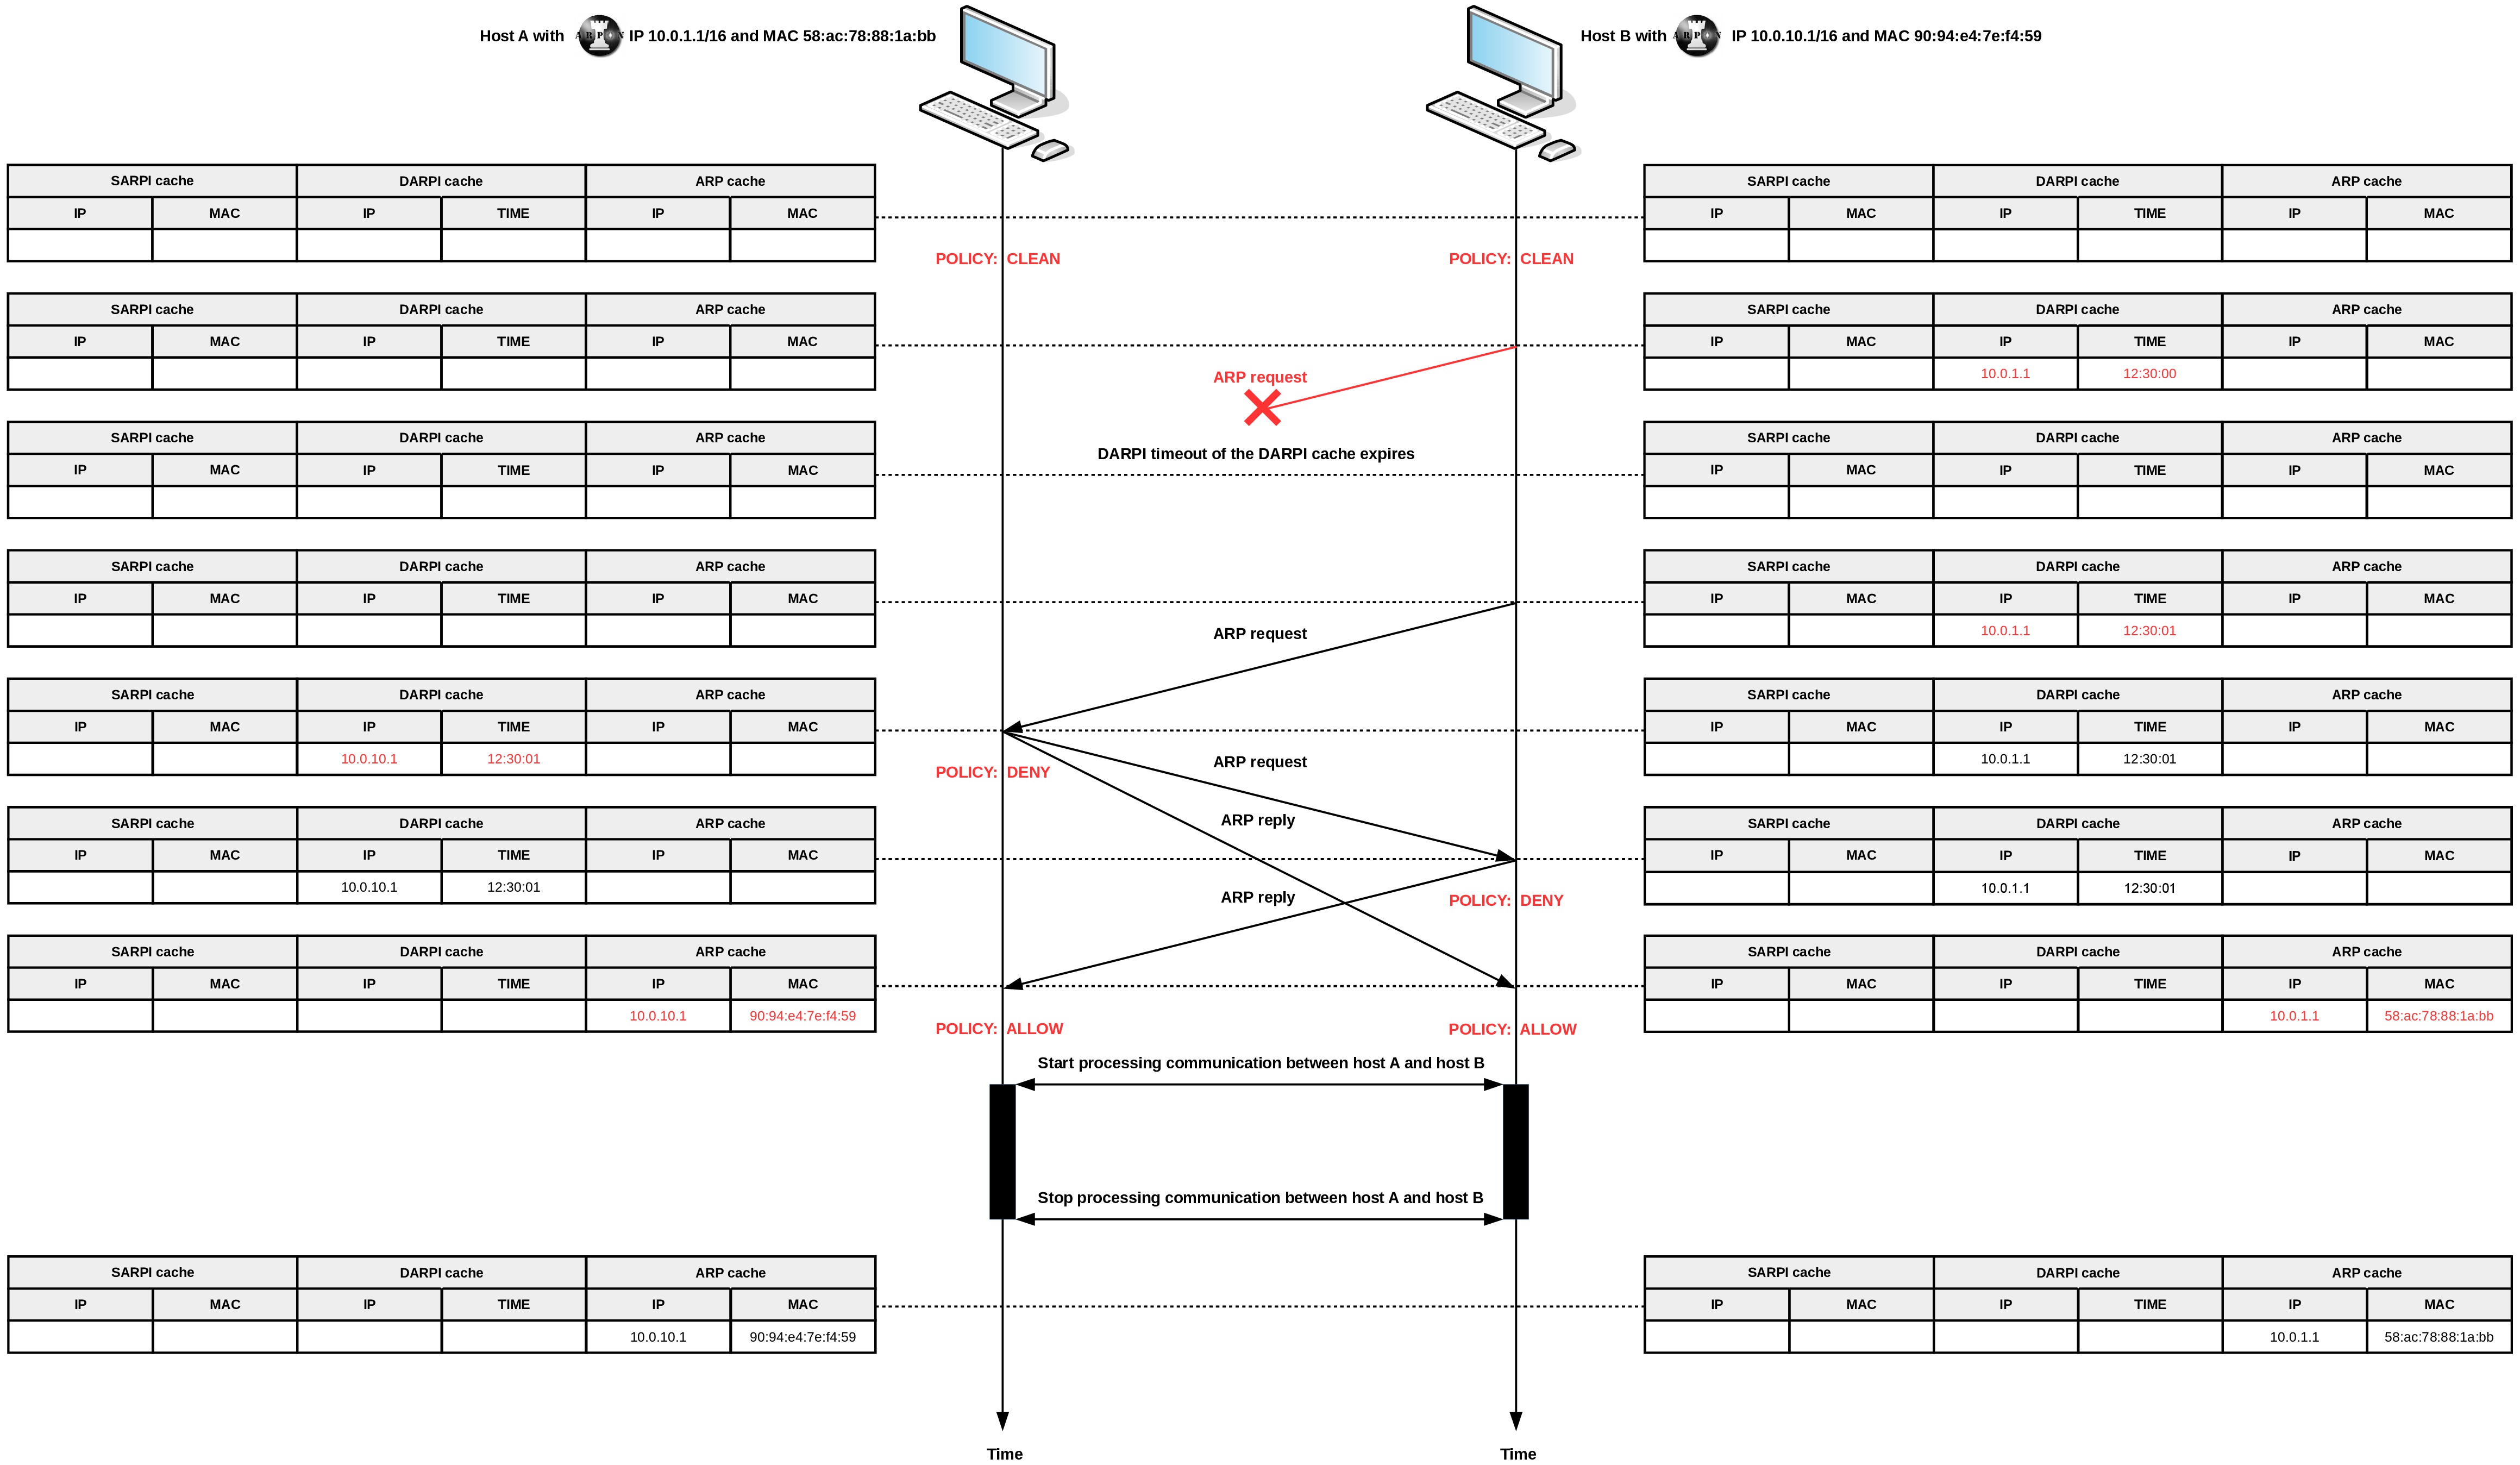 Host A with ARPON IP 10.0.1.1/16 and MAC 58:ac:78:88:1a:bb
Host B with ARPON IP 10.0.10.1/16 and MAC 90:94:e4:7e:f4:59
SARPI cache DARPI cache ARP cache SARPI cache DARPI cache ARP cache
IP MAC IP TIME IP MAC IP MAC IP TIME IP MAC
POLICY: CLEAN POLICY: CLEAN
SARPI cache DARPI cache ARP cache SARPI cache DARPI cache ARP cache
IP MAC IP TIME IP MAC IP MAC IP TIME IP MAC
ARP request 10.0.1.1 12:30:00
SARPI cache DARPI cache ARP cache SARPI cache DARPI cache ARP cache
DARPI timeout of the DARPI cache expires
IP MAC IP TIME IP MAC IP MAC IP TIME IP MAC
SARPI cache DARPI cache ARP cache SARPI cache DARPI cache ARP cache
IP MAC IP TIME IP MAC IP MAC IP TIME IP MAC
ARP request 10.0.1.1 12:30:01
SARPI cache DARPI cache ARP cache SARPI cache DARPI cache ARP cache
IP MAC IP TIME IP MAC IP MAC IP TIME IP MAC
10.0.10.1 12:30:01 ARP request 10.0.1.1 12:30:01
POLICY: DENY
SARPI cache DARPI cache ARP cache ARP reply SARPI cache DARPI cache ARP cache
IP MAC IP TIME IP MAC IP MAC IP TIME IP MAC
10.0.10.1 12:30:01 ARP reply POLICY: DENY 10.0.1.1 12:30:01
SARPI cache DARPI cache ARP cache SARPI cache DARPI cache ARP cache
IP MAC IP TIME IP MAC IP MAC IP TIME IP MAC
10.0.10.1 90:94:e4:7e:f4:59 10.0.1.1 58:ac:78:88:1a:bb
POLICY: ALLOW POLICY: ALLOW
Start processing communication between host A and host B
Stop processing communication between host A and host B
SARPI cache DARPI cache ARP cache SARPI cache DARPI cache ARP cache
IP MAC IP TIME IP MAC IP MAC IP TIME IP MAC
10.0.10.1 90:94:e4:7e:f4:59 10.0.1.1 58:ac:78:88:1a:bb
Time Time